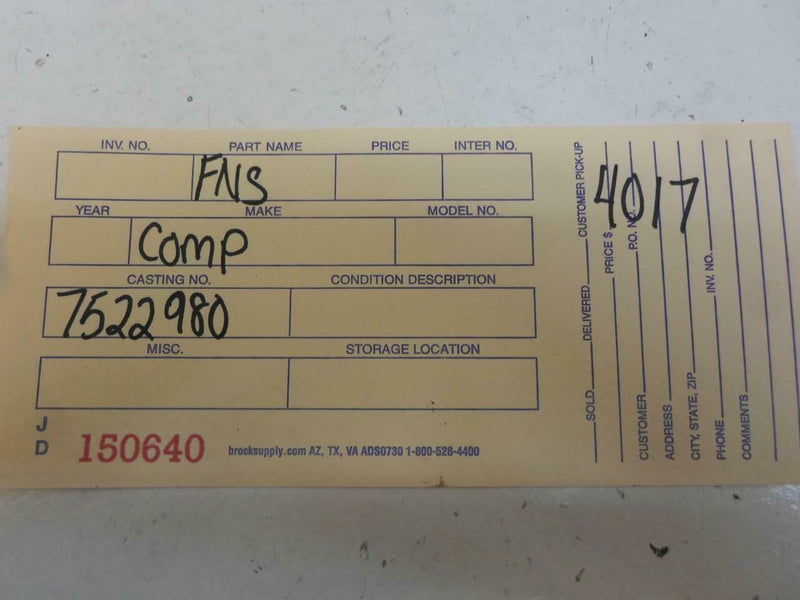 INV. NO. PART NAME PRICE INTER NO.
FNS
YEAR MAKE MODEL NO.
Comp
CASTING NO. CONDITION DESCRIPTION
7522980
MISC. STORAGE LOCATION
J
D
150640 brocksupply.com AZ, TX, VA ADS0730 1-800-528-4400
4017
SOLD DELIVERED CUSTOMER PICK-UP
PRICE $
CUSTOMER P.O. NO.
ADDRESS
CITY, STATE, ZIP
PHONE INV. NO.
COMMENTS